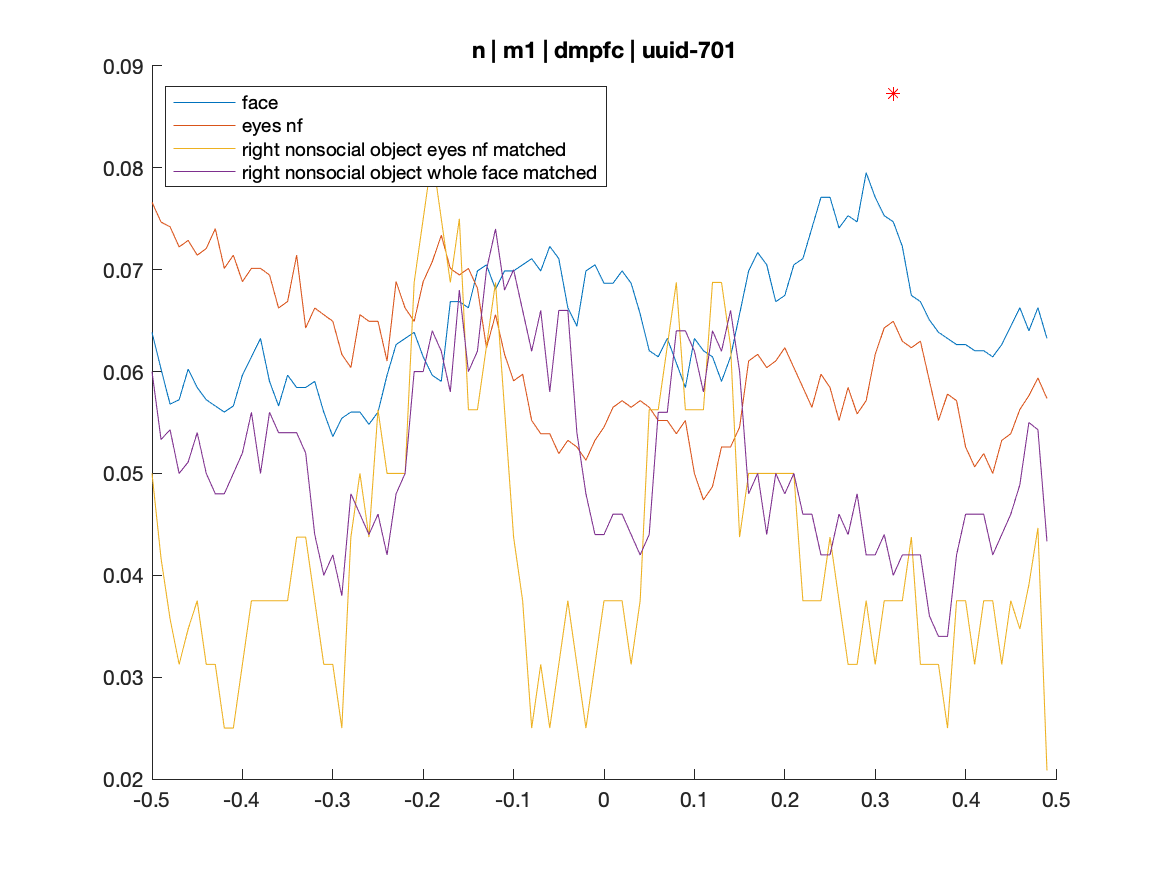 n | m1 | dmpfc | uuid-701
0.09
0.08
0.07
0.06
0.05
0.04
0.03
0.02
face
eyes nf
right nonsocial object eyes nf matched
right nonsocial object whole face matched
-0.5 -0.4 -0.3 -0.2 -0.1 0 0.1 0.2 0.3 0.4 0.5